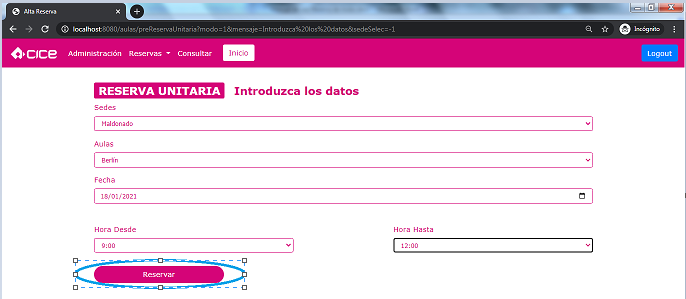 Alta Reserva
localhost:8080/aulas/preReservaUnitaria?modo=1&mensaje=Introduzca%20los%20datos&sedeSelec=-1
Incógnito
CICE Administración Reservas Consultar Inicio Logout
RESERVA UNITARIA Introduzca los datos
Sedes
Maldonado
Aulas
Berlín
Fecha
18/01/2021
Hora Desde Hora Hasta
9:00 12:00
Reservar